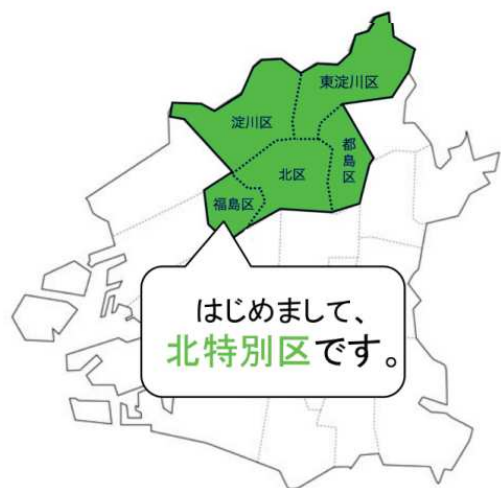 東淀川区
淀川区
都島区
北区
福島区
はじめまして、
北特別区です。